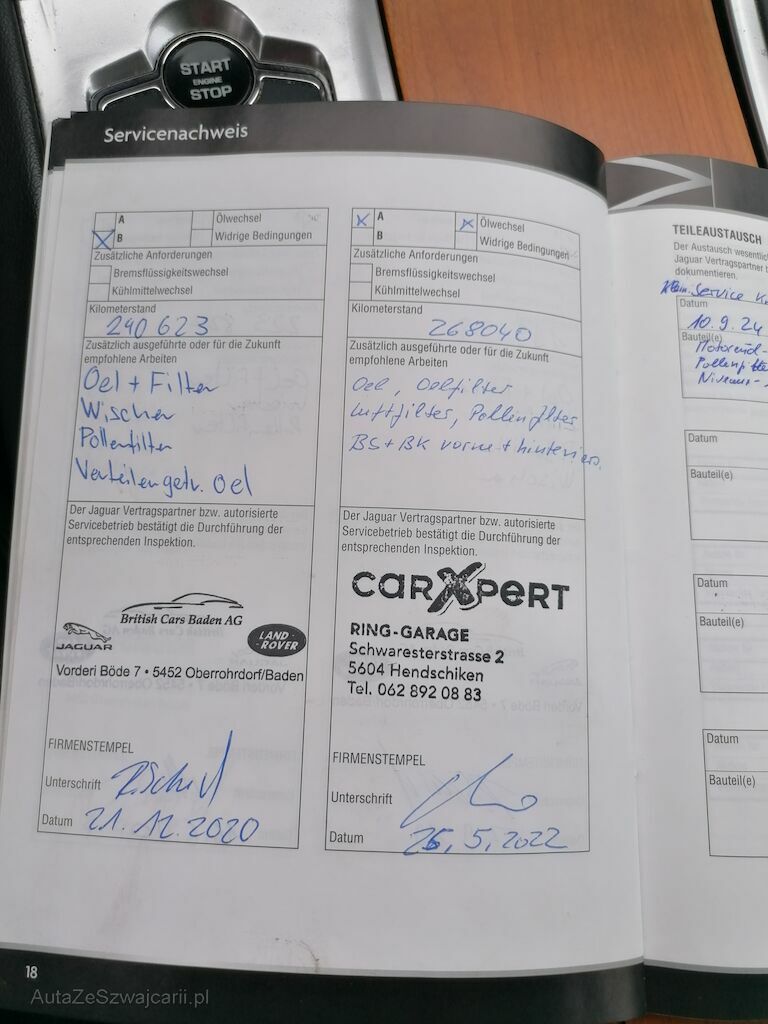 START
ENGINE
STOP
Servicenachweis
A
B
Ölwechsel
Widrige Bedingungen
Zusätzliche Anforderungen
Bremsflüssigkeitswechsel
Kühlmittelwechsel
Kilometerstand
240 623
Zusätzlich ausgeführte oder für die Zukunft
empfohlene Arbeiten
Oel + Filter
Wischer
Pollenfilter
Verteilergetr. Oel
Der Jaguar Vertragspartner bzw. autorisierte
Servicebetrieb bestätigt die Durchführung der
entsprechenden Inspektion.
British Cars Baden AG
JAGUAR
LAND-
ROVER
Vorderi Böde 7 • 5452 Oberrohrdorf/Baden
FIRMENSTEMPEL
Unterschrift
Datum 21.12.2020
A
B
Ölwechsel
Widrige Bedingungen
Zusätzliche Anforderungen
Bremsflüssigkeitswechsel
Kühlmittelwechsel
Kilometerstand
268040
Zusätzlich ausgeführte oder für die Zukunft
empfohlene Arbeiten
Oel, Oelfilter
Luftfilter, Pollenfilter
BS+BK vorne + hinten
Der Jaguar Vertragspartner bzw. autorisierte
Servicebetrieb bestätigt die Durchführung der
entsprechenden Inspektion.
carXpert
RING-GARAGE
Schwaresterstrasse 2
5604 Hendschiken
Tel. 062 892 08 83
FIRMENSTEMPEL
Unterschrift
Datum 25.5.2022
TEILEAUSTAUSCH
Der Austausch wesentlic
Jaguar Vertragspartner b
dokumentieren.
Service
Datum
10.9.24
Bauteil(e)
Motorenöl-
Pollenf
Niveau-
Datum
Bauteil(e)
Datum
Bauteil(e)
Datum
Bauteil(e)
18
AutaZeSzwajcarii.pl